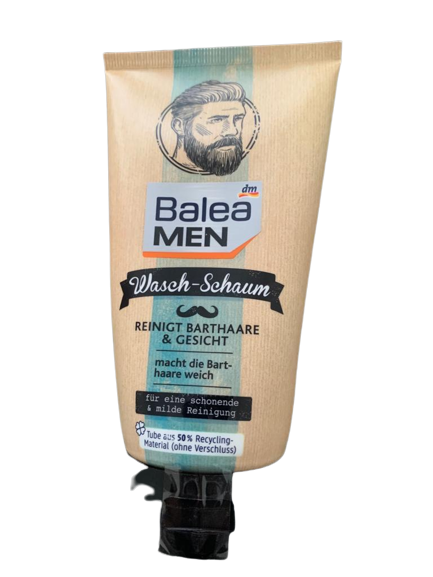 dm
Balea
MEN
Wasch-Schaum
REINIGT BARTHAARE
& GESICHT
macht die Bart-
haare weich
für eine schonende
& milde Reinigung
Tube aus 50% Recycling-
Material (ohne Verschluss)